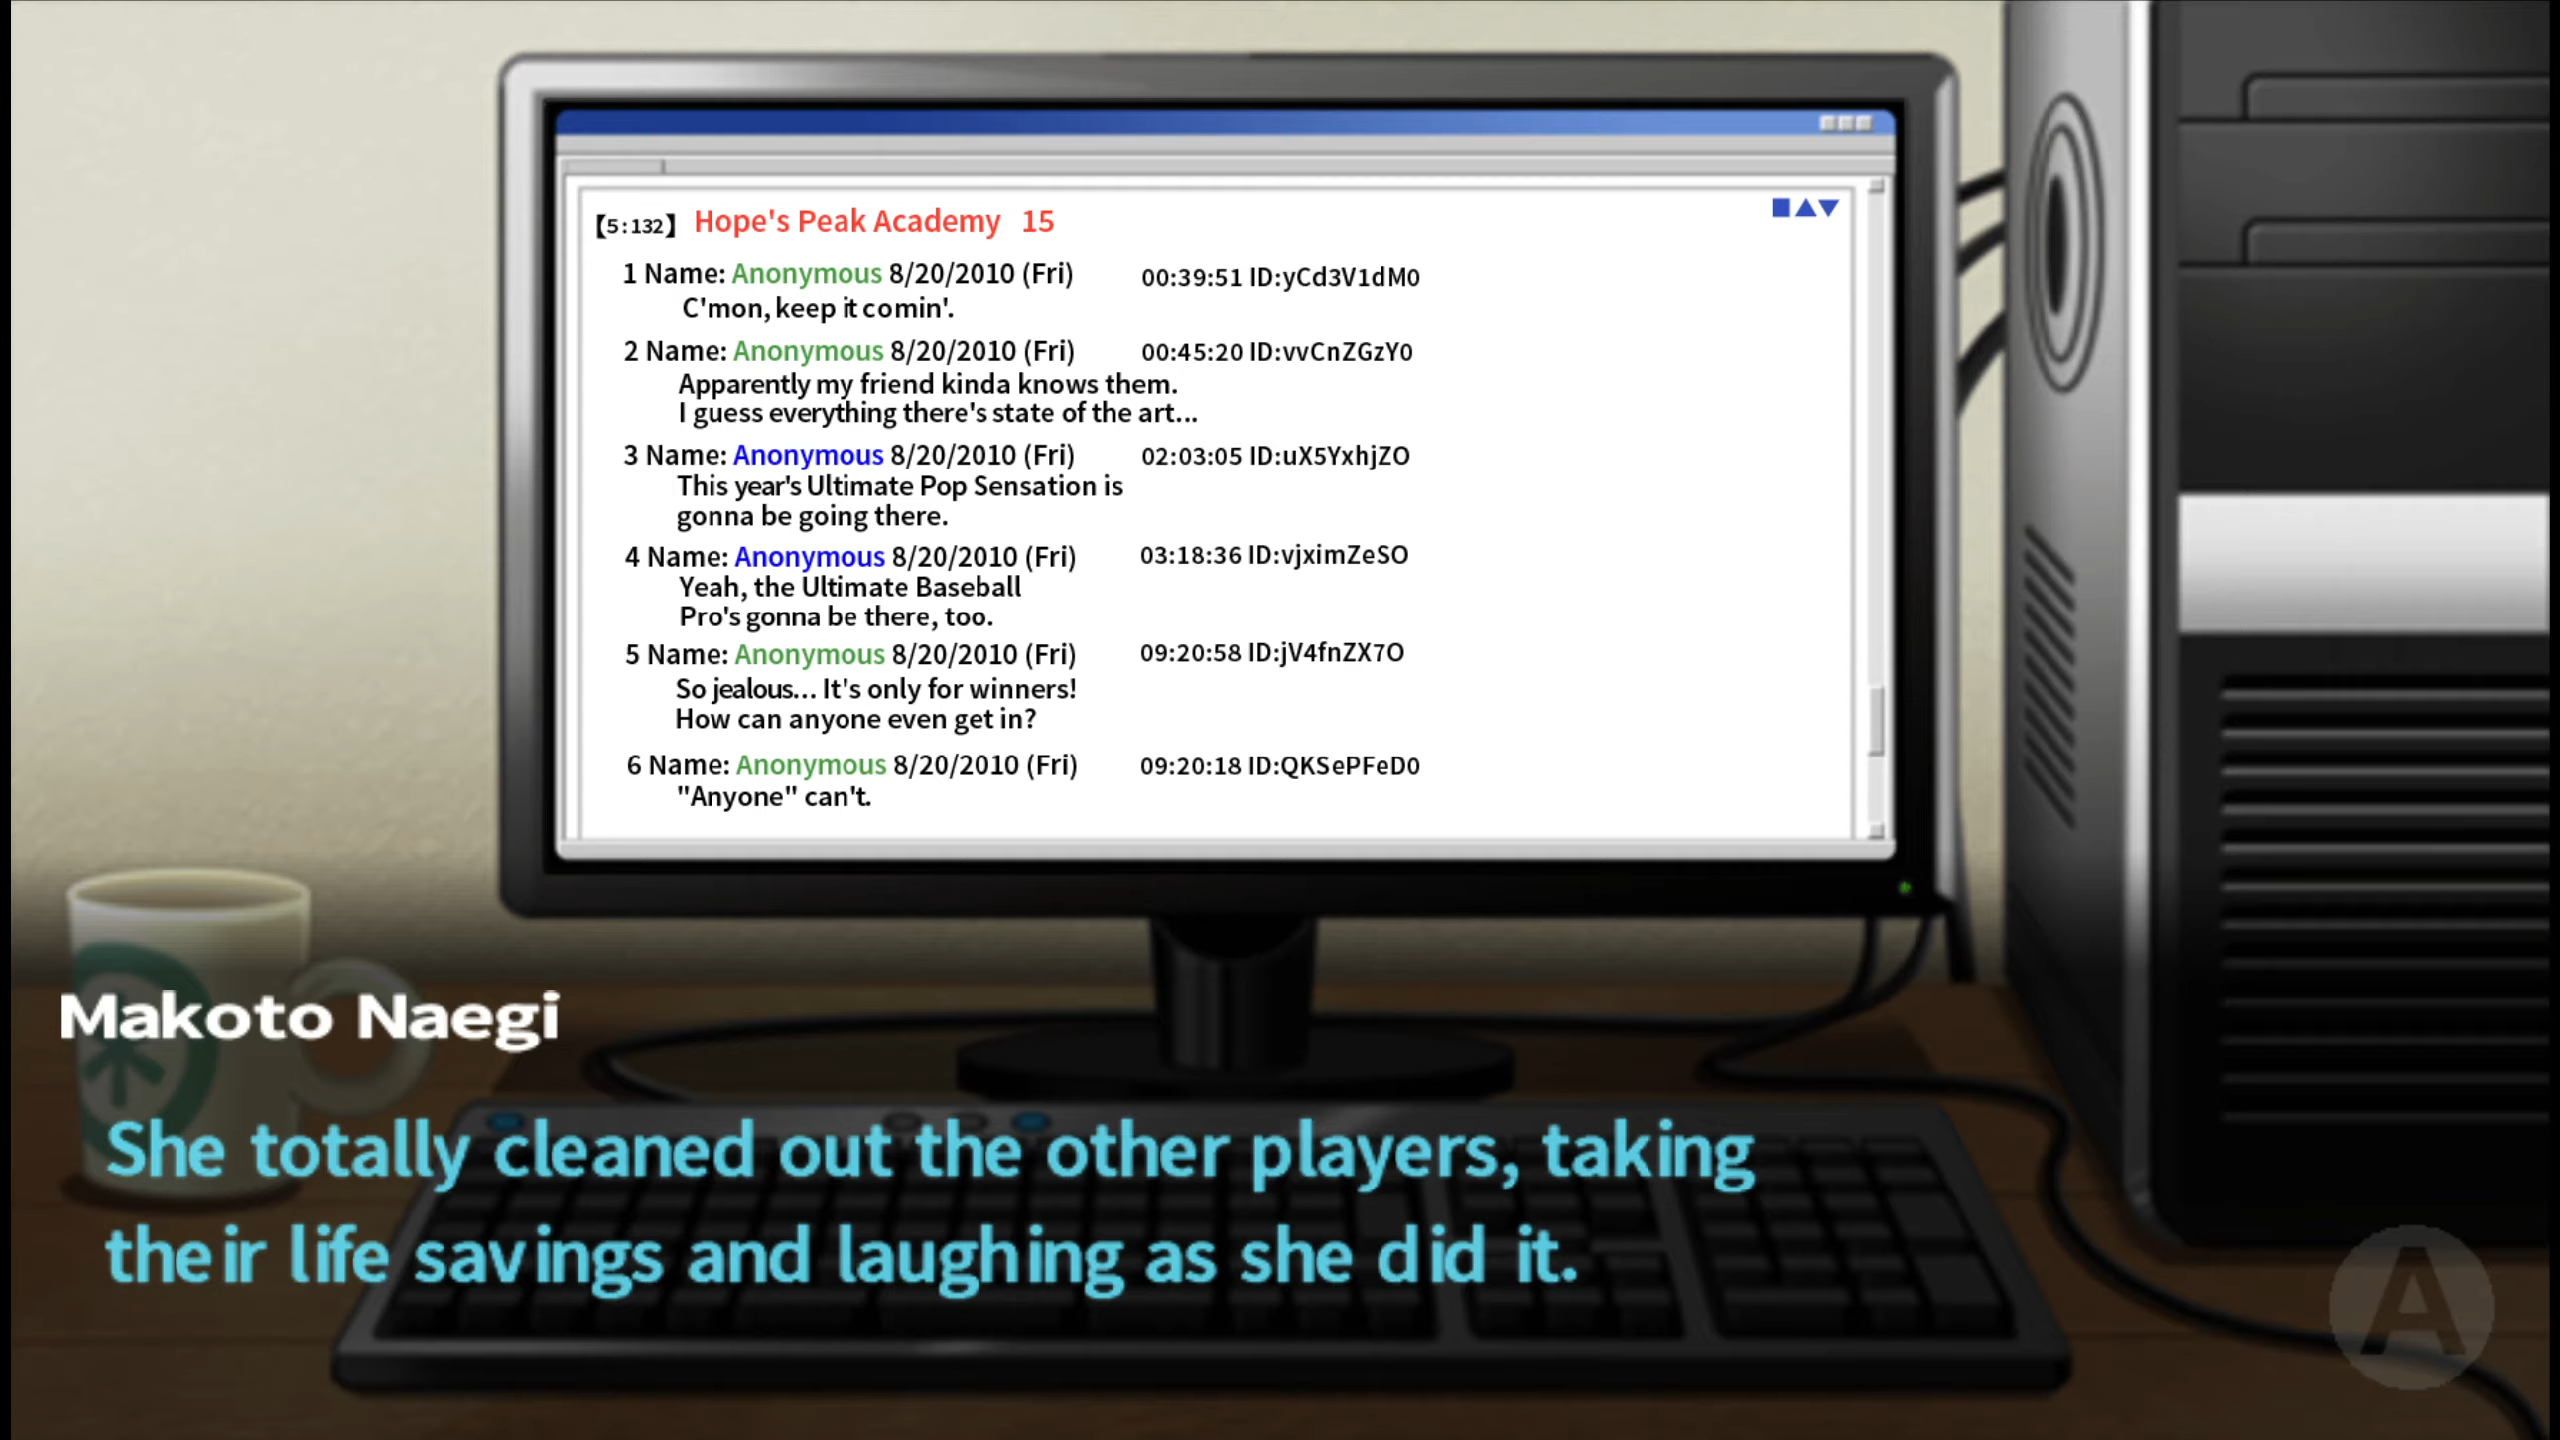 【5:132】 Hope's Peak Academy 15 ■▲▼
1 Name: Anonymous 8/20/2010 (Fri) 00:39:51 ID:yCd3V1dM0
C'mon, keep it comin'.
2 Name: Anonymous 8/20/2010 (Fri) 00:45:20 ID:vvCnZGzY0
Apparently my friend kinda knows them.
I guess everything there's state of the art...
3 Name: Anonymous 8/20/2010 (Fri) 02:03:05 ID:uX5YxhjZO
This year's Ultimate Pop Sensation is
gonna be going there.
4 Name: Anonymous 8/20/2010 (Fri) 03:18:36 ID:vjximZeSO
Yeah, the Ultimate Baseball
Pro's gonna be there, too.
5 Name: Anonymous 8/20/2010 (Fri) 09:20:58 ID:jV4fnZX7O
So jealous... It's only for winners!
How can anyone even get in?
6 Name: Anonymous 8/20/2010 (Fri) 09:20:18 ID:QKSePFeD0
"Anyone" can't.
Makoto Naegi
She totally cleaned out the other players, taking
their life savings and laughing as she did it.
A